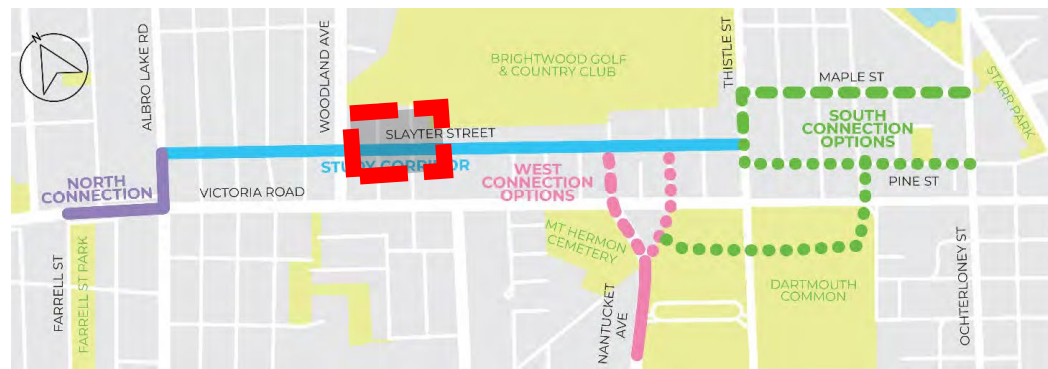 N
ALBRO LAKE RD
WOODLAND AVE
BRIGHTWOOD GOLF
& COUNTRY CLUB
THISTLE ST
MAPLE ST
STARR PARK
SLAYTER STREET
STUDY CORRIDOR
SOUTH
CONNECTION
OPTIONS
NORTH
CONNECTION
VICTORIA ROAD
WEST
CONNECTION
OPTIONS
PINE ST
MT HERMON
CEMETERY
FARRELL ST
FARRELL ST PARK
NANTUCKET
AVE
DARTMOUTH
COMMON
OCHTERLONEY ST